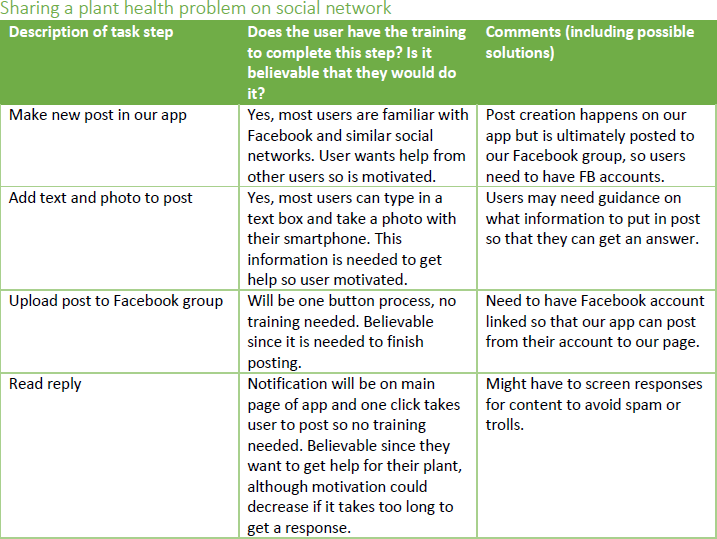 Sharing a plant health problem on social network
Description of task step
Does the user have the training
to complete this step? Is it
believable that they would do
it?
Comments (including possible
solutions)
Make new post in our app
Yes, most users are familiar with
Facebook and similar social
networks. User wants help from
other users so is motivated.
Post creation happens on our
app but is ultimately posted to
our Facebook group, so users
need to have FB accounts.
Add text and photo to post
Yes, most users can type in a
text box and take a photo with
their smartphone. This
information is needed to get
help so user motivated.
Users may need guidance on
what information to put in post
so that they can get an answer.
Upload post to Facebook group
Will be one button process, no
training needed. Believable
since it is needed to finish
posting.
Need to have Facebook account
linked so that our app can post
from their account to our page.
Read reply
Notification will be on main
page of app and one click takes
user to post so no training
needed. Believable since they
want to get help for their plant,
although motivation could
decrease if it takes too long to
get a response.
Might have to screen responses
for content to avoid spam or
trolls.